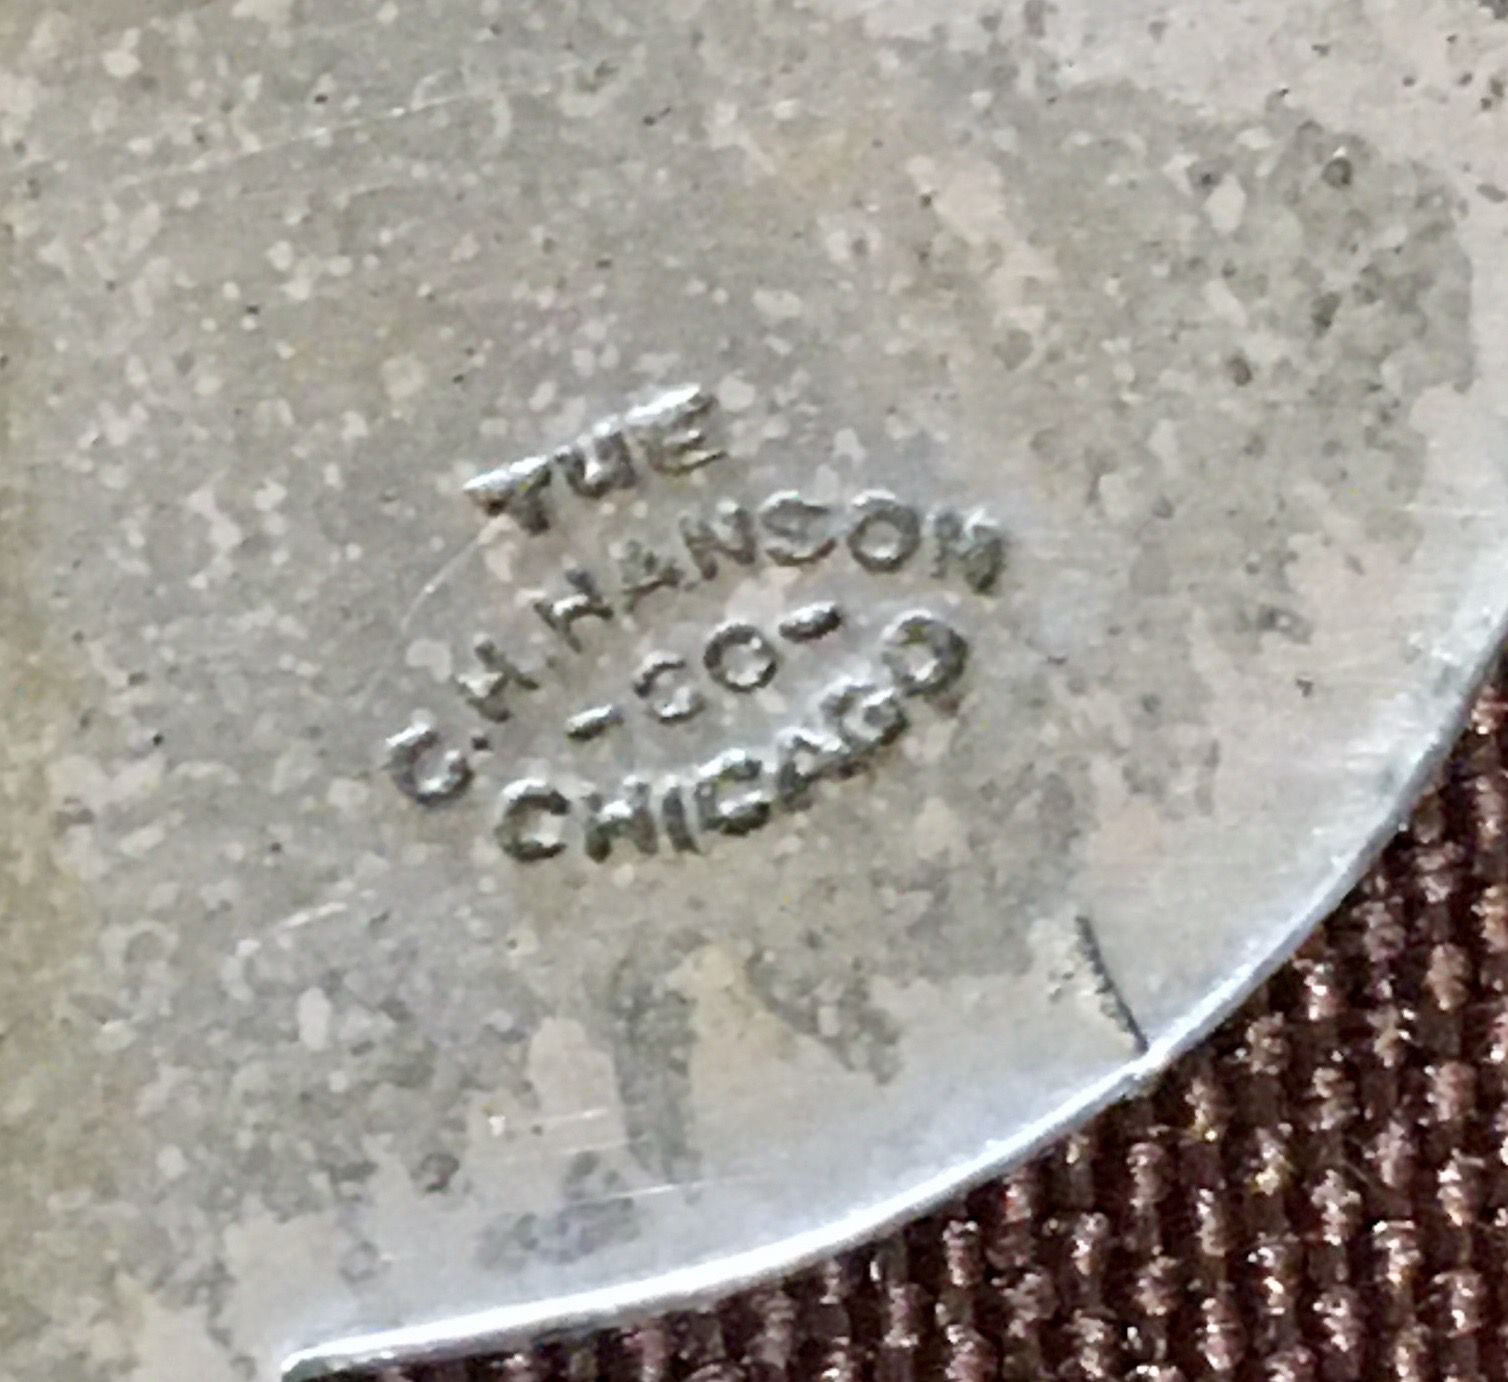 THE
C.H.HANSON
-CO-
CHICAGO